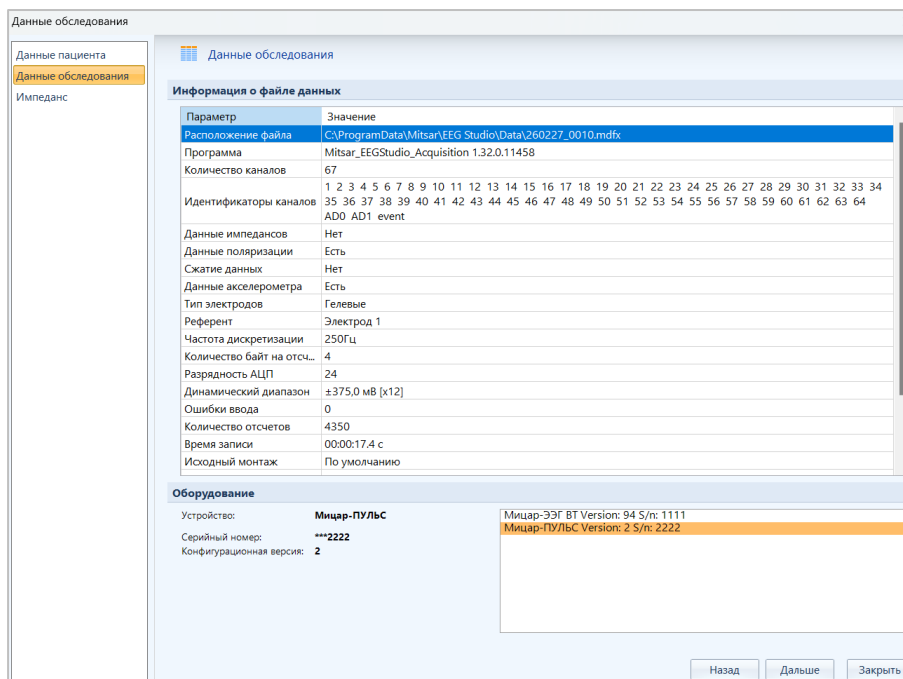 Данные обследования
Данные пациента
Данные обследования
Импеданс
Данные обследования
Информация о файле данных
Параметр Значение
Расположение файла C:\ProgramData\Mitsar\EEG Studio\Data\260227_0010.mdfx
Программа Mitsar_EEGStudio_Acquisition 1.32.0.11458
Количество каналов 67
Идентификаторы каналов 1 2 3 4 5 6 7 8 9 10 11 12 13 14 15 16 17 18 19 20 21 22 23 24 25 26 27 28 29 30 31 32 33 34
35 36 37 38 39 40 41 42 43 44 45 46 47 48 49 50 51 52 53 54 55 56 57 58 59 60 61 62 63 64
AD0 AD1 event
Данные импедансов Нет
Данные поляризации Есть
Сжатие данных Нет
Данные акселерометра Есть
Тип электродов Гелевые
Референт Электрод 1
Частота дискретизации 250Гц
Количество байт на отсч... 4
Разрядность АЦП 24
Динамический диапазон ±375,0 мВ [x12]
Ошибки ввода 0
Количество отсчетов 4350
Время записи 00:00:17.4 с
Исходный монтаж По умолчанию
Оборудование
Устройство: Мицар-ПУЛЬС
Серийный номер: ***2222
Конфигурационная версия: 2
Мицар-ЭЭГ BT Version: 94 S/n: 1111
Мицар-ПУЛЬС Version: 2 S/n: 2222
Назад Дальше Закрыть